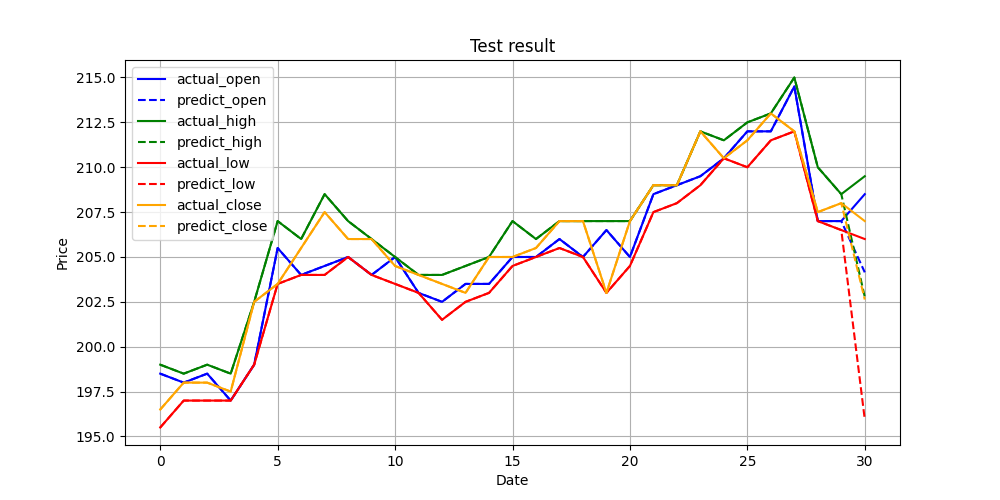 Test result
actual_open
predict_open
actual_high
predict_high
actual_low
predict_low
actual_close
predict_close
215.0
212.5
210.0
207.5
205.0
202.5
200.0
197.5
195.0
Price
0 5 10 15 20 25 30
Date